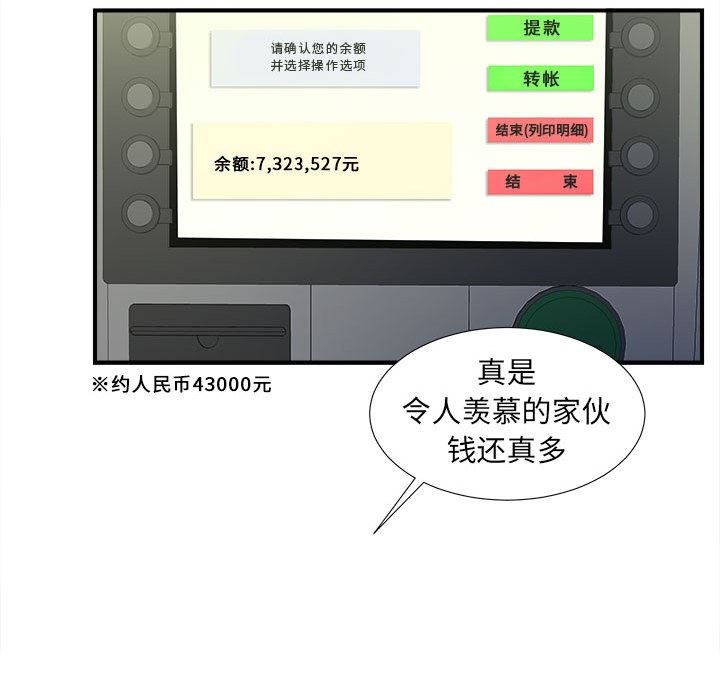 请确认您的余额
并选择操作选项
提款
转帐
结束(列印明细)
结 束
余额:7,323,527元
※约人民币43000元
真是
令人羡慕的家伙
钱还真多